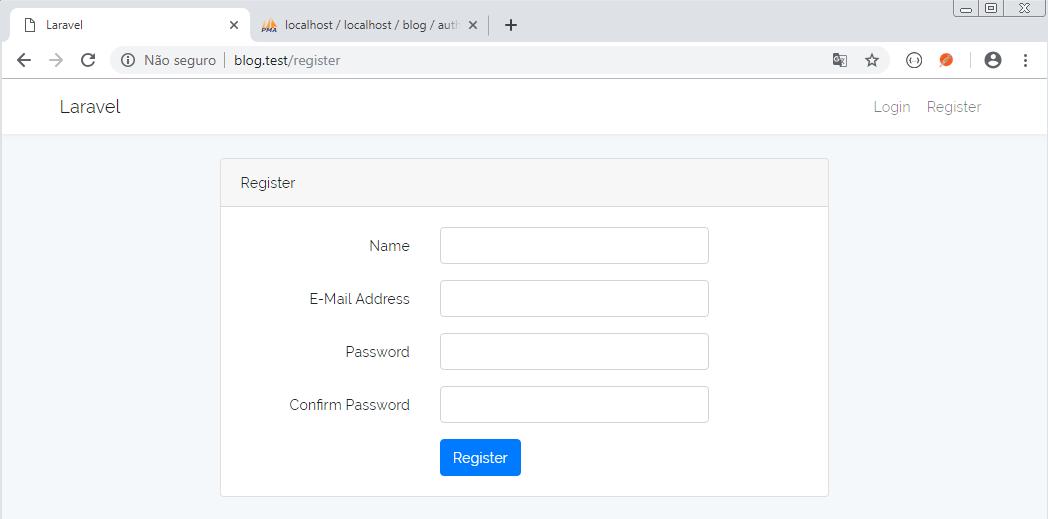 Laravel
localhost / localhost / blog / auth
PMA
Não seguro | blog.test/register
Laravel
Login
Register
Register
Name
E-Mail Address
Password
Confirm Password
Register